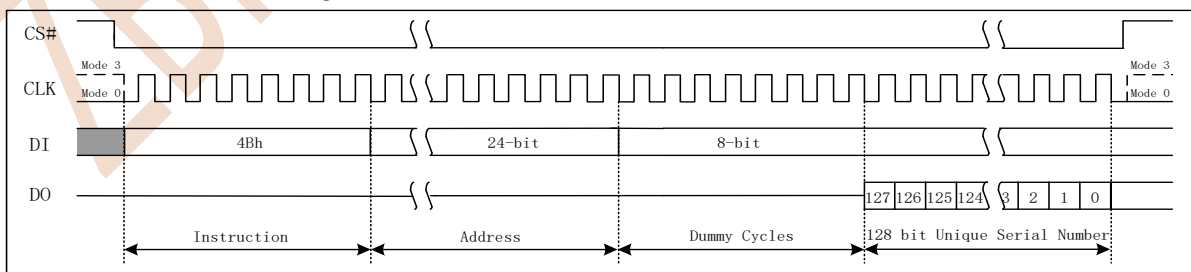 CS#
Mode 3
Mode 3
CLK
Mode 0
Mode 0
DI
4Bh
24-bit
8-bit
DO
127 126 125 124 3 2 1 0
Instruction
Address
Dummy Cycles
128 bit Unique Serial Number